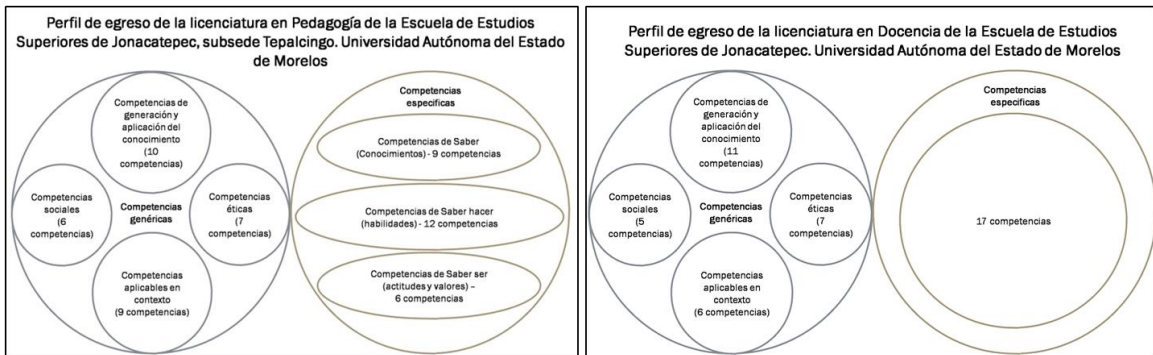 Perfil de egreso de la licenciatura en Pedagogía de la Escuela de Estudios
Superiores de Jonacatepec, subsede Tepalcingo. Universidad Autónoma del Estado
de Morelos
Competencias de
generación y
aplicación del
conocimiento
(10
competencias)
Competencias
sociales
(6
competencias)
Competencias
genéricas
Competencias
éticas
(7
competencias)
Competencias
aplicables en
contexto
(9 competencias)
Competencias
especificas
Competencias de Saber
(Conocimientos) - 9 competencias
Competencias de Saber hacer
(habilidades) - 12 competencias
Competencias de Saber ser
(actitudes y valores) –
6 competencias
Perfil de egreso de la licenciatura en Docencia de la Escuela de Estudios
Superiores de Jonacatepec. Universidad Autónoma del Estado de Morelos
Competencias de
generación y
aplicación del
conocimiento
(11
competencias)
Competencias
sociales
(5
competencias)
Competencias
genéricas
Competencias
éticas
(7
competencias)
Competencias
aplicables en
contexto
(6 competencias)
Competencias
especificas
17 competencias